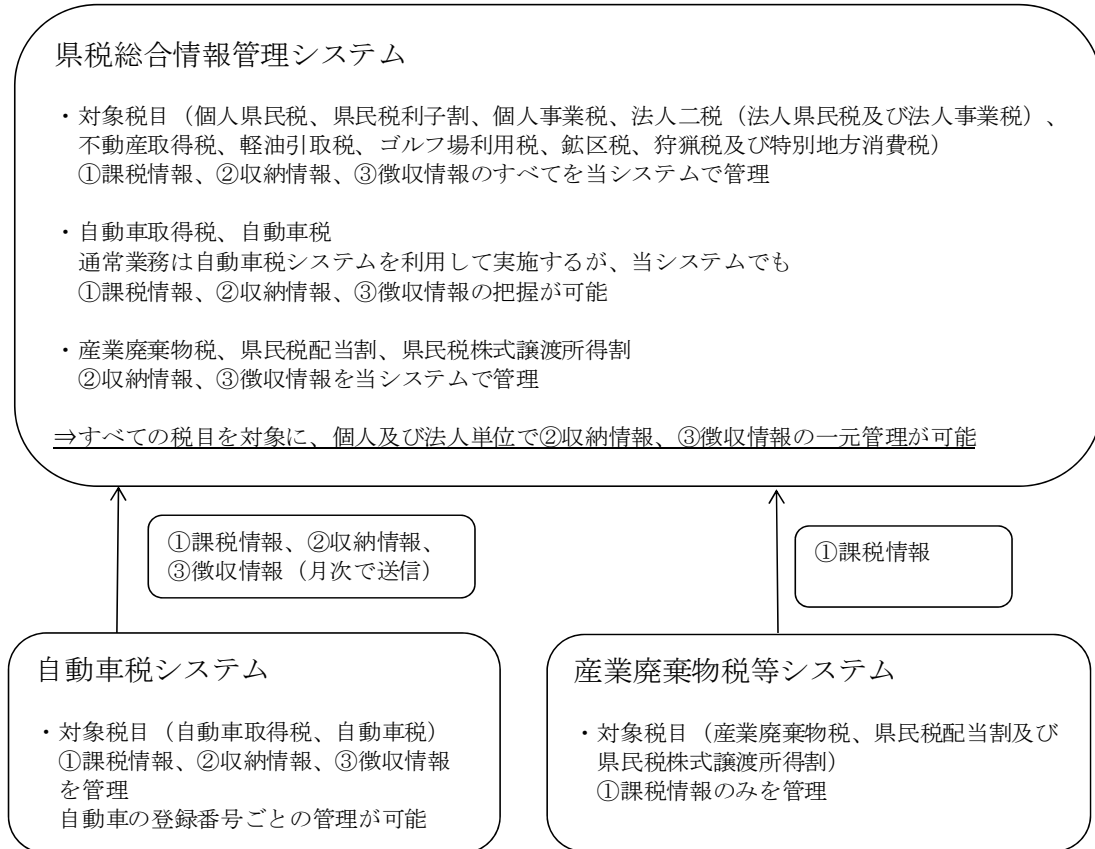 県税総合情報管理システム
・対象税目（個人県民税、県民税利子割、個人事業税、法人二税（法人県民税及び法人事業税）、
不動産取得税、軽油引取税、ゴルフ場利用税、鉱区税、狩猟税及び特別地方消費税）
①課税情報、②収納情報、③徴収情報のすべてを当システムで管理
・自動車取得税、自動車税
通常業務は自動車税システムを利用して実施するが、当システムでも
①課税情報、②収納情報、③徴収情報の把握が可能
・産業廃棄物税、県民税配当割、県民税株式譲渡所得割
②収納情報、③徴収情報を当システムで管理
⇒すべての税目を対象に、個人及び法人単位で②収納情報、③徴収情報の一元管理が可能
①課税情報、②収納情報、
③徴収情報（月次で送信）
①課税情報
自動車税システム
・対象税目（自動車取得税、自動車税）
①課税情報、②収納情報、③徴収情報
を管理
自動車の登録番号ごとの管理が可能
産業廃棄物税等システム
・対象税目（産業廃棄物税、県民税配当割及び
県民税株式譲渡所得割）
①課税情報のみを管理